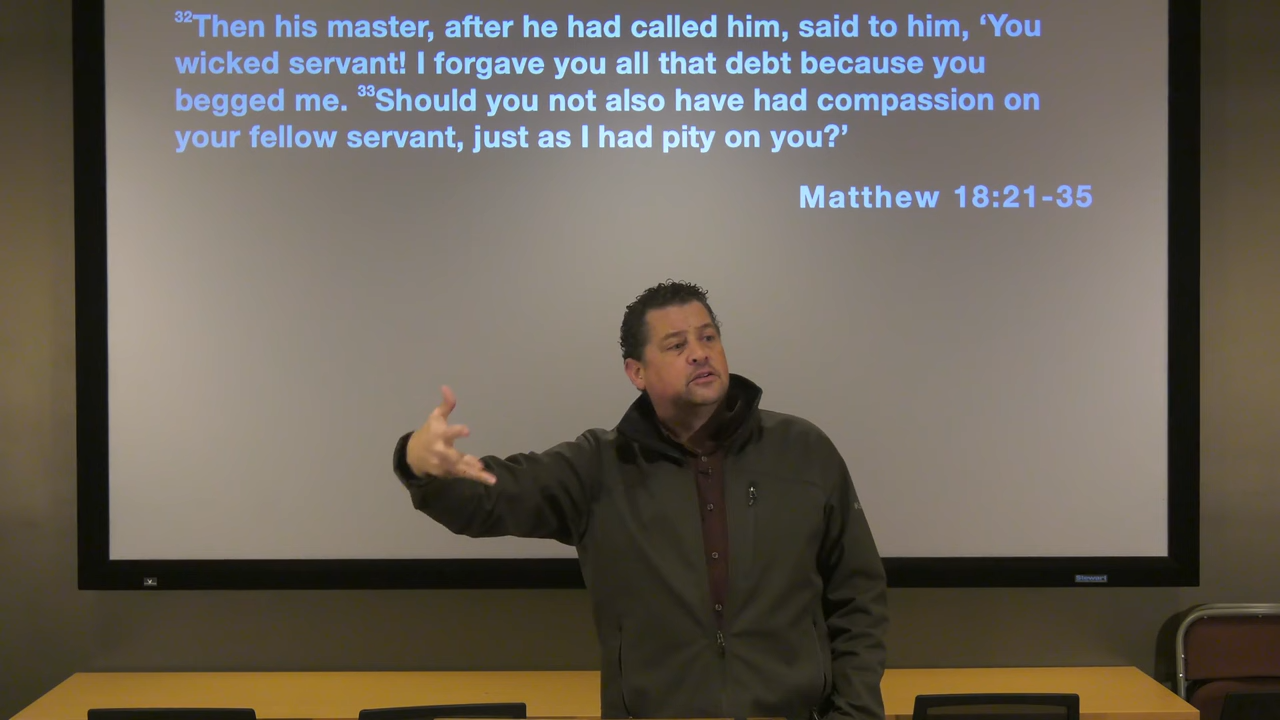 ³²Then his master, after he had called him, said to him, ‘You
wicked servant! I forgave you all that debt because you
begged me. ³³Should you not also have had compassion on
your fellow servant, just as I had pity on you?’
Matthew 18:21-35
Stewart